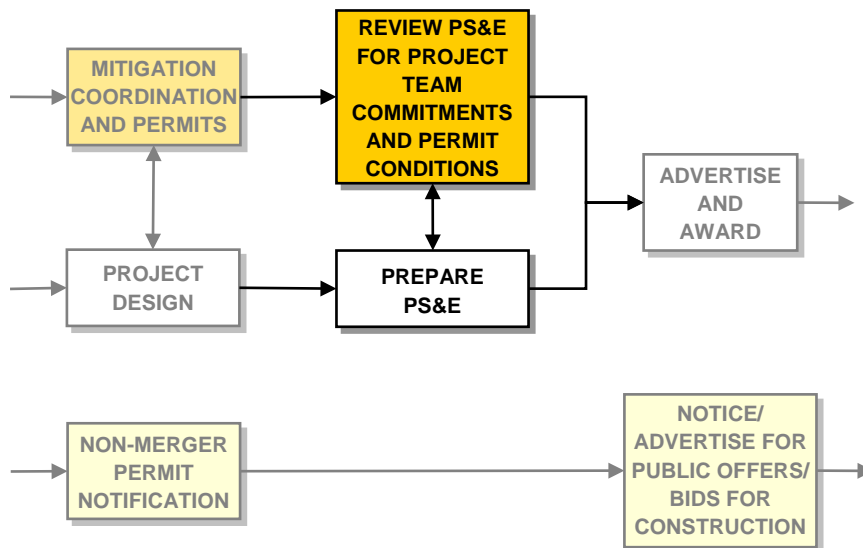 MITIGATION
COORDINATION
AND PERMITS
REVIEW PS&E
FOR PROJECT
TEAM
COMMITMENTS
AND PERMIT
CONDITIONS
ADVERTISE
AND
AWARD
PROJECT
DESIGN
PREPARE
PS&E
NON-MERGER
PERMIT
NOTIFICATION
NOTICE/
ADVERTISE FOR
PUBLIC OFFERS/
BIDS FOR
CONSTRUCTION